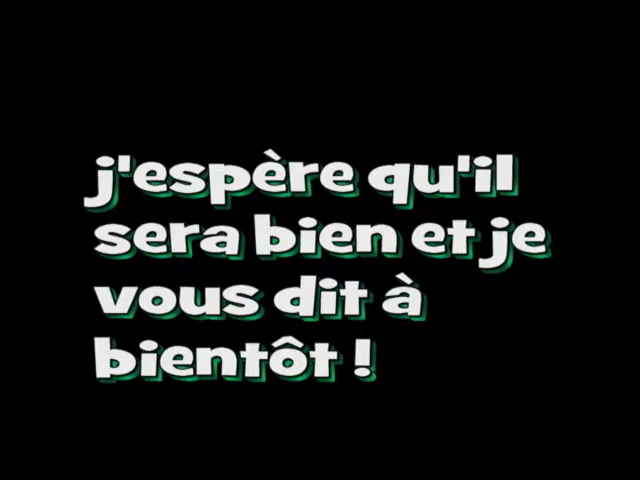 j'espère qu'il
sera bien et je
vous dit à
bientôt !